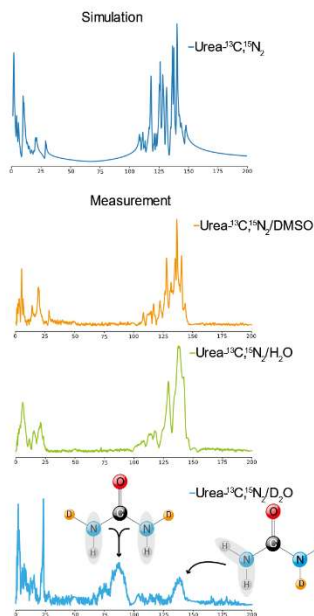 Simulation
Urea-¹³C,¹⁵N₂
0 25 50 75 100 125 150 175 200
Measurement
Urea-¹³C,¹⁵N₂/DMSO
0 25 50 75 100 125 150 175 200
Urea-¹³C,¹⁵N₂/H₂O
0 25 50 75 100 125 150 175 200
Urea-¹³C,¹⁵N₂/D₂O
O
D N C N D
H H
O
H N C N
H D
0 25 50 75 100 125 150 175 200